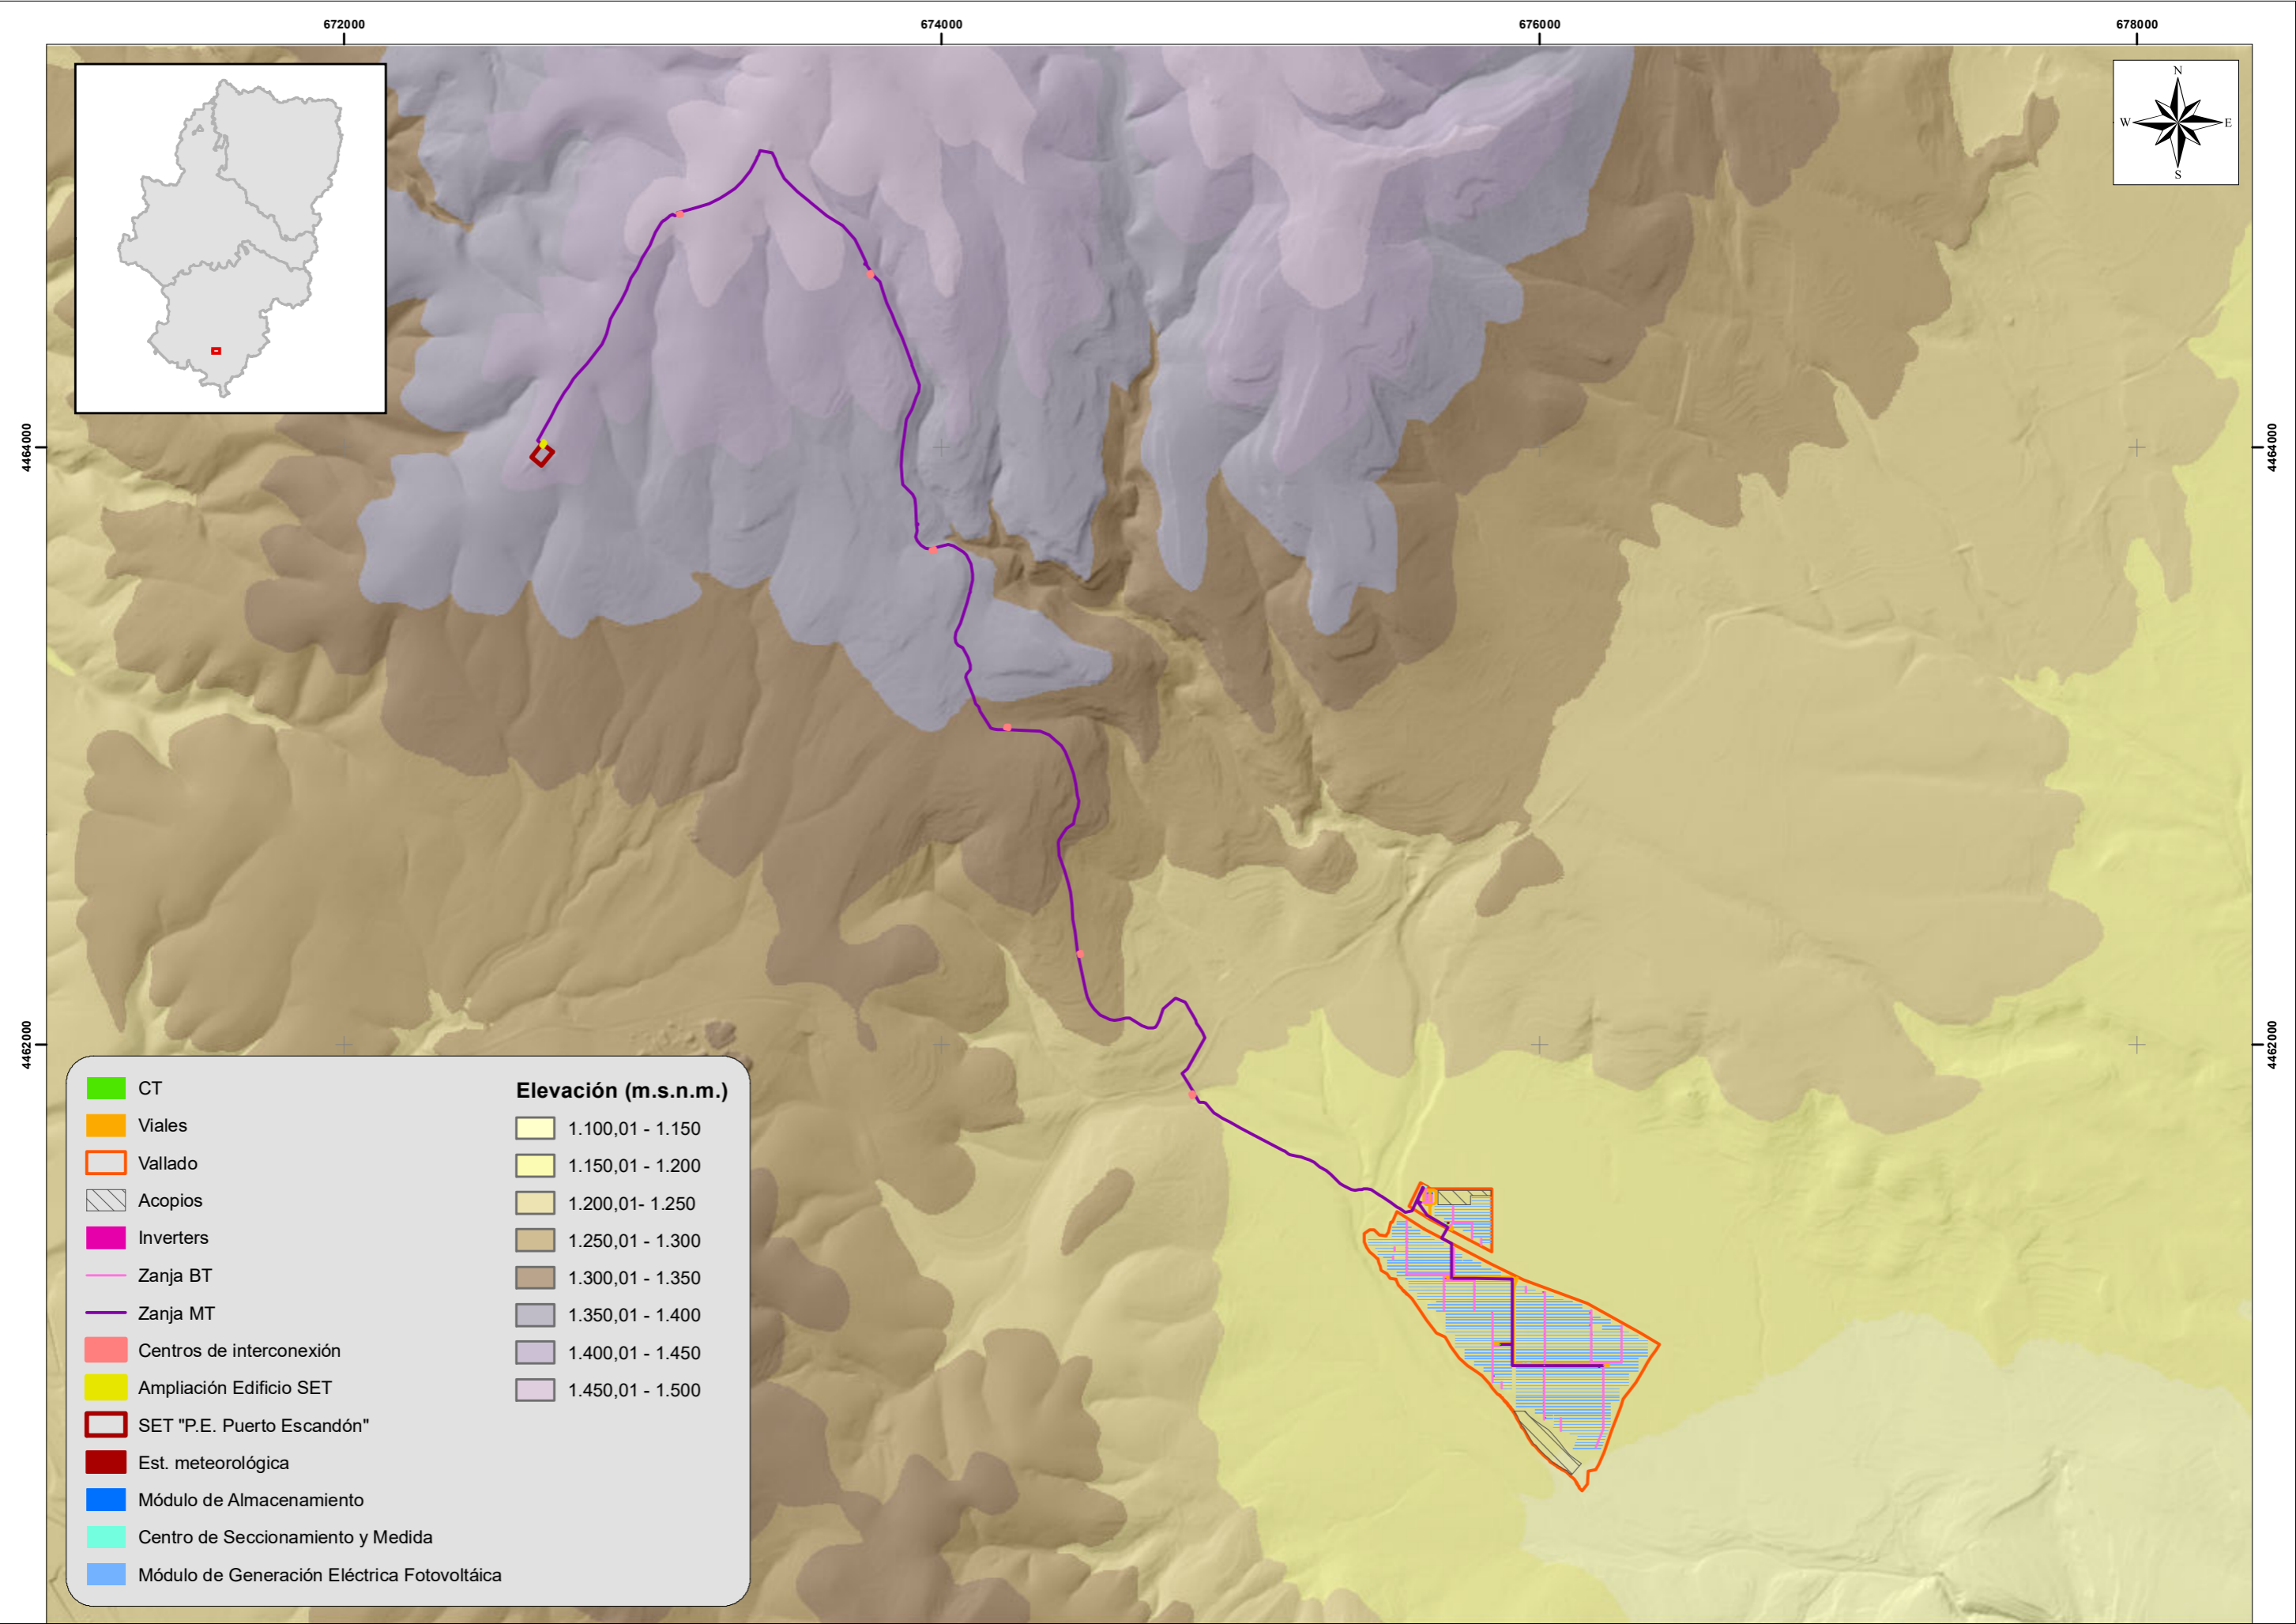 672000
674000
676000
678000
N
W
E
S
4464000
4464000
4462000
4462000
CT
Viales
Vallado
Acopios
Inverters
Zanja BT
Zanja MT
Centros de interconexión
Ampliación Edificio SET
SET "P.E. Puerto Escandón"
Est. meteorológica
Módulo de Almacenamiento
Centro de Seccionamiento y Medida
Módulo de Generación Eléctrica Fotovoltáica
Elevación (m.s.n.m.)
1.100,01 - 1.150
1.150,01 - 1.200
1.200,01- 1.250
1.250,01 - 1.300
1.300,01 - 1.350
1.350,01 - 1.400
1.400,01 - 1.450
1.450,01 - 1.500